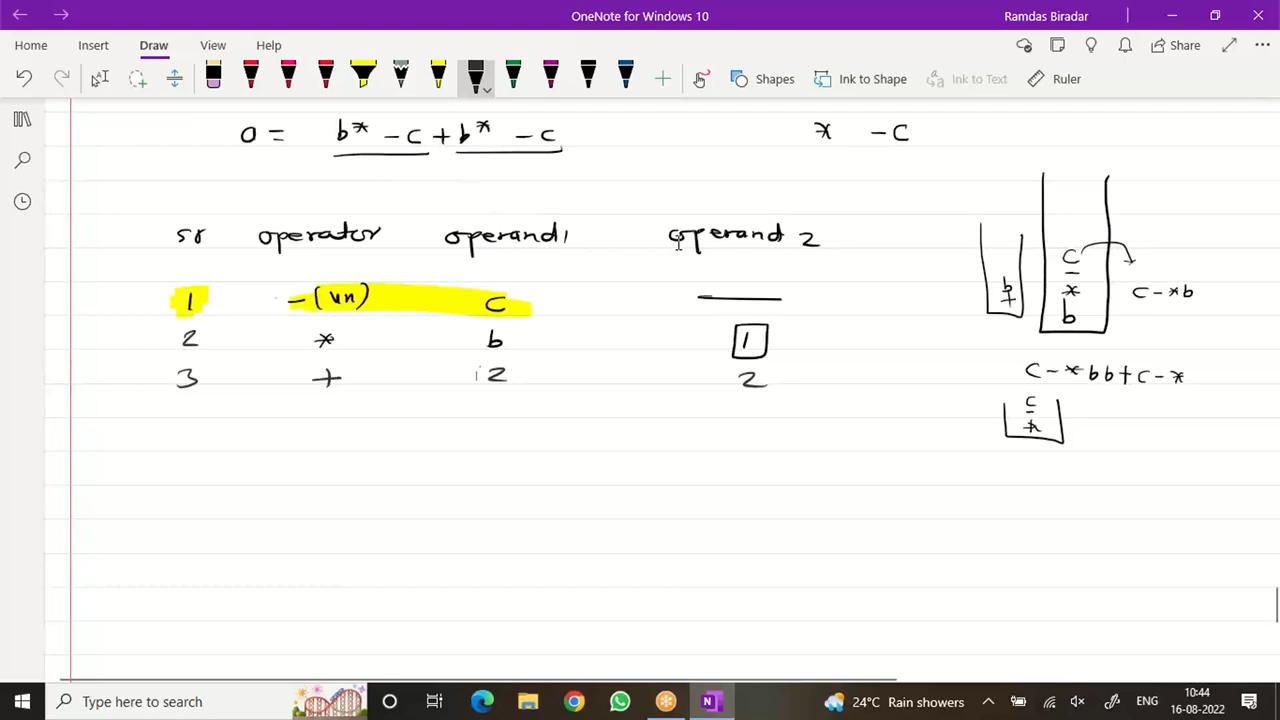 OneNote for Windows 10
Ramdas Biradar
Home Insert Draw View Help
Share
Shapes Ink to Shape Ink to Text Ruler
0 = b* - c + b* - c
* - c
sr operator operand1 operand 2
1 - (un) c
2 * b 1
3 + 2 2
b
+
c
-
*
b
c - * b
c - * b b + c - *
c
-
*
Type here to search
24°C Rain showers
ENG
10:44
16-08-2022